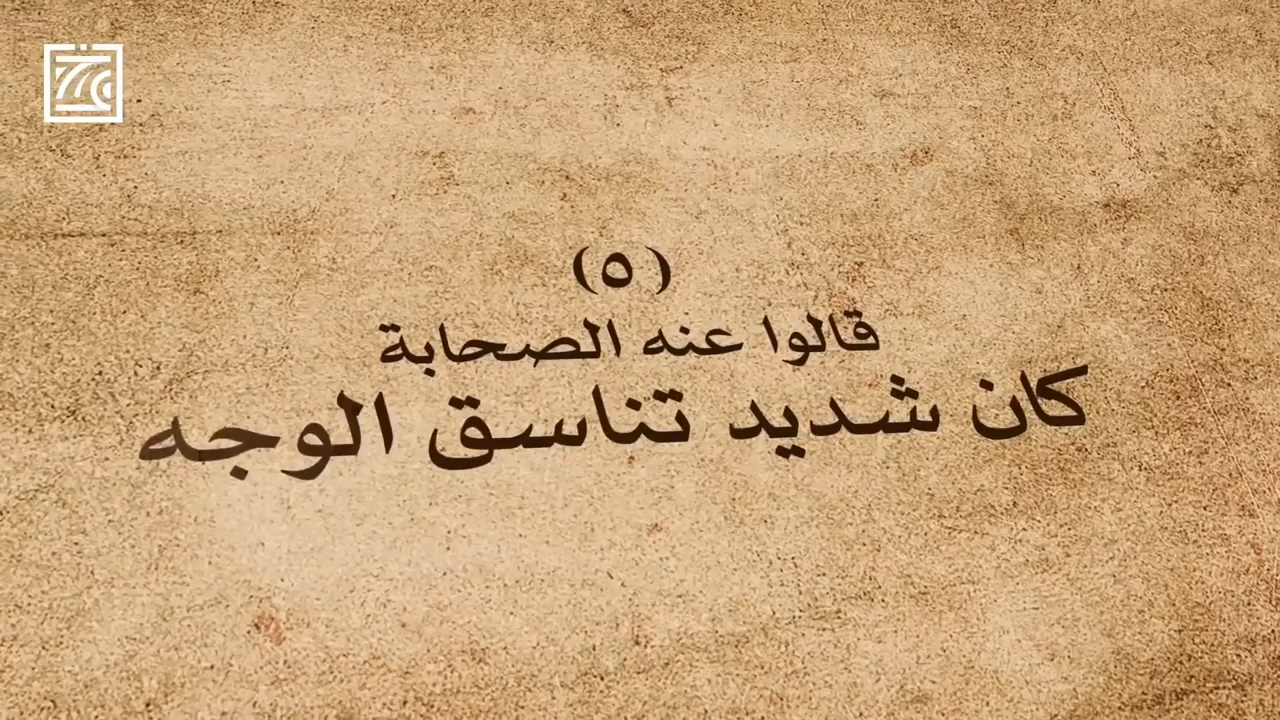 (٥)
قالوا عنه الصحابة
كان شديد تناسق الوجه